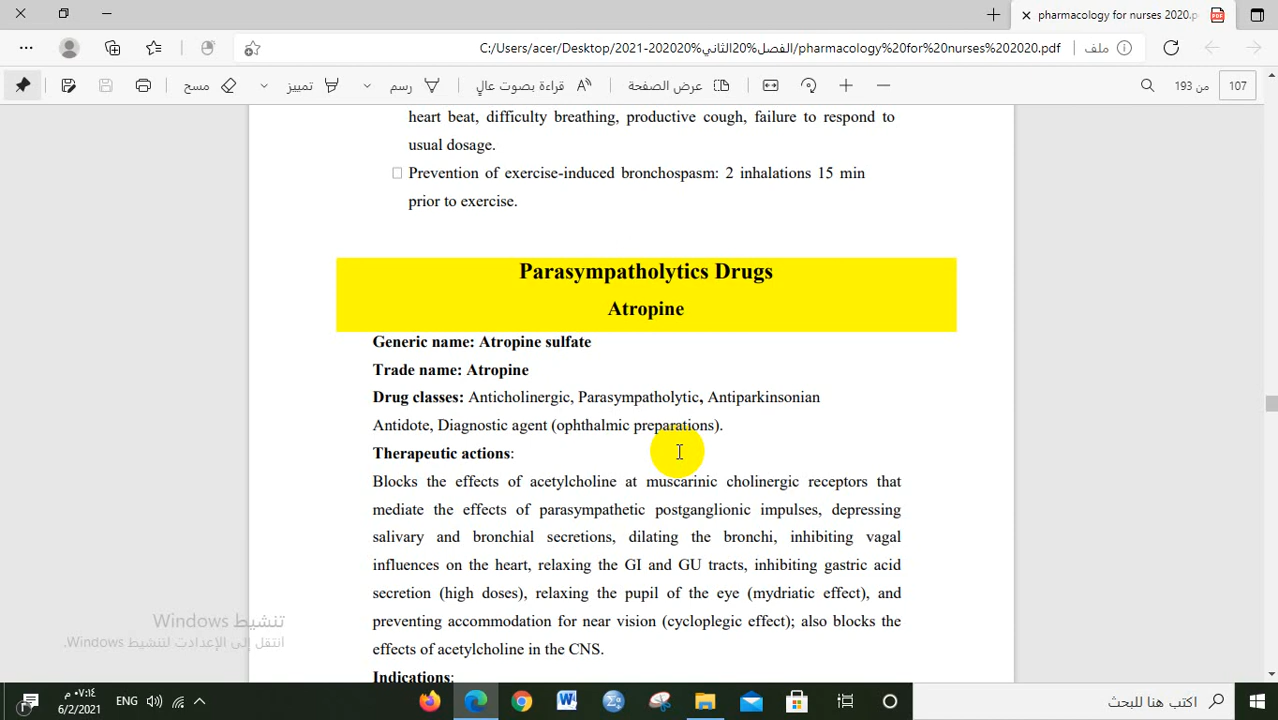 pharmacology for nurses 2020.p
C:/Users/acer/Desktop/2021-202020%الفصل%20الثاني/pharmacology%20for%20nurses%202020.pdf
ملف
مسح
تمييز
رسم
قراءة بصوت عالٍ
عرض الصفحة
من 193
107
heart beat, difficulty breathing, productive cough, failure to respond to
usual dosage.
Prevention of exercise-induced bronchospasm: 2 inhalations 15 min
prior to exercise.
Parasympatholytics Drugs
Atropine
Generic name: Atropine sulfate
Trade name: Atropine
Drug classes: Anticholinergic, Parasympatholytic, Antiparkinsonian
Antidote, Diagnostic agent (ophthalmic preparations).
Therapeutic actions:
Blocks the effects of acetylcholine at muscarinic cholinergic receptors that
mediate the effects of parasympathetic postganglionic impulses, depressing
salivary and bronchial secretions, dilating the bronchi, inhibiting vagal
influences on the heart, relaxing the GI and GU tracts, inhibiting gastric acid
secretion (high doses), relaxing the pupil of the eye (mydriatic effect), and
preventing accommodation for near vision (cycloplegic effect); also blocks the
effects of acetylcholine in the CNS.
Indications:
تنشيط Windows
انتقل إلى الإعدادات لتنشيط Windows.
٠٧:١٤ م
6/2/2021
ENG
اكتب هنا للبحث